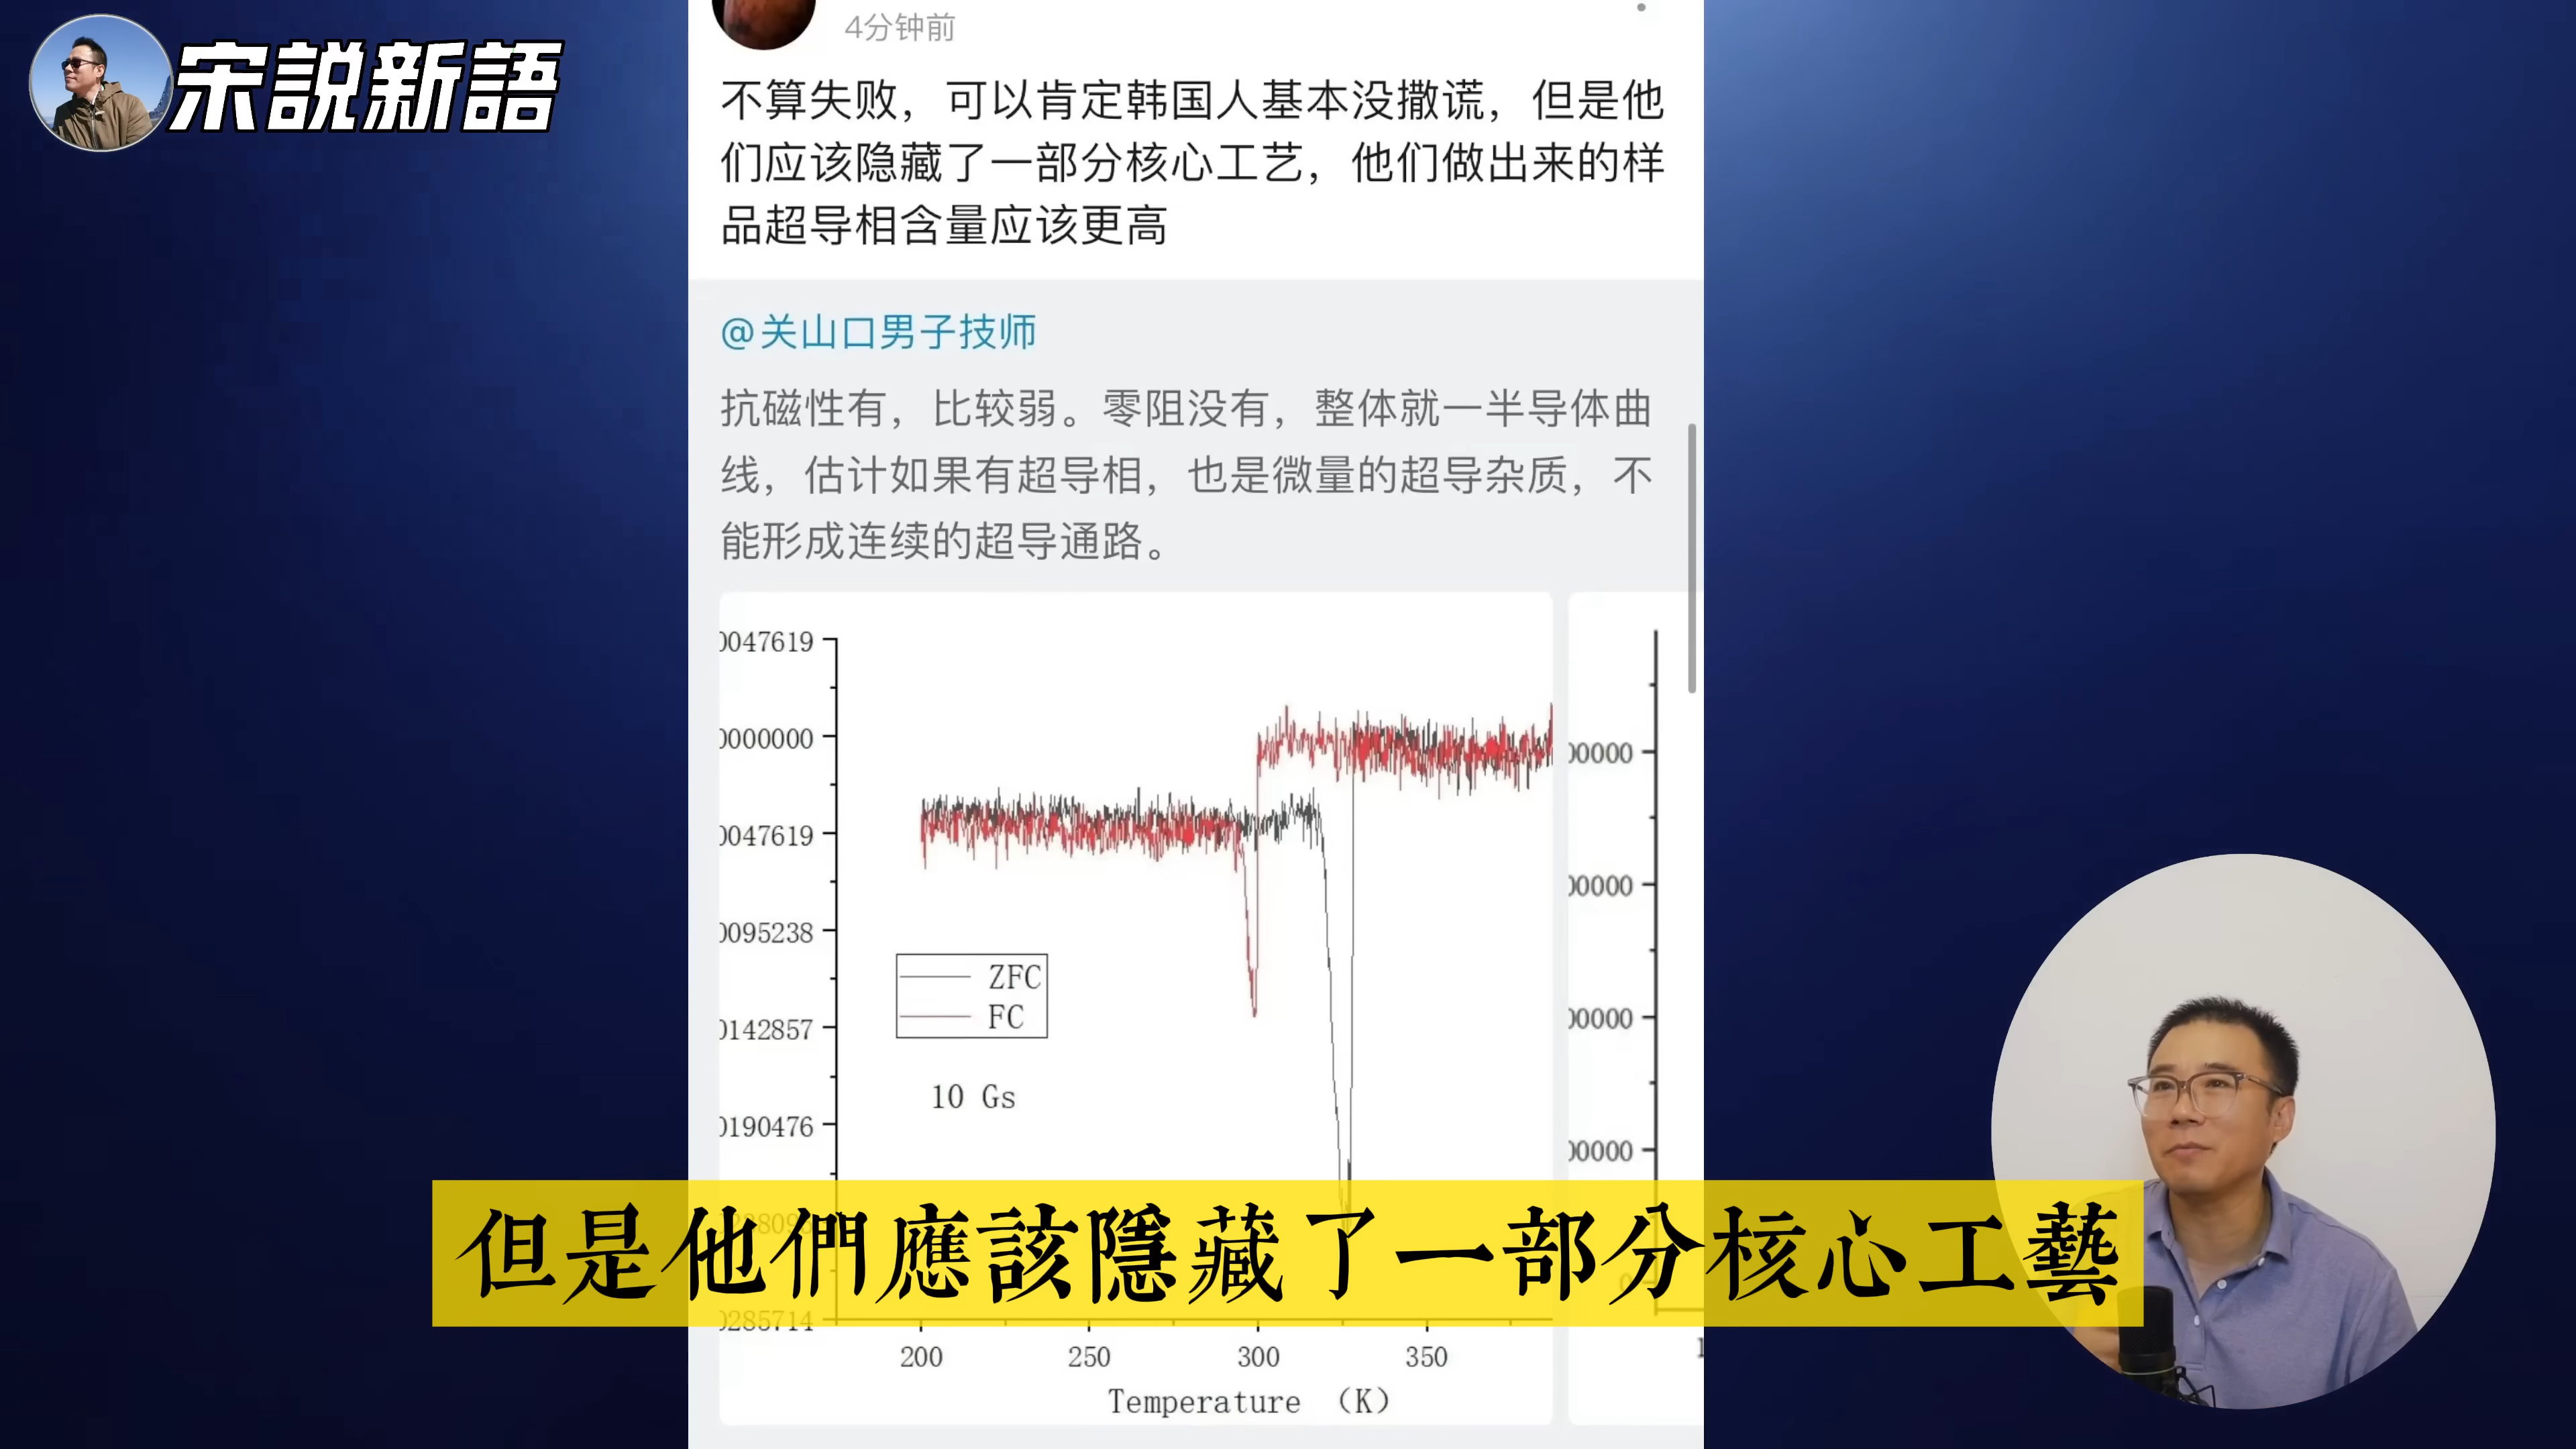 宋説新語
4分钟前
不算失败，可以肯定韩国人基本没撒谎，但是他
们应该隐藏了一部分核心工艺，他们做出来的样
品超导相含量应该更高
@关山口男子技师
抗磁性有，比较弱。零阻没有，整体就一半导体曲
线，估计如果有超导相，也是微量的超导杂质，不
能形成连续的超导通路。
0047619
0000000
0047619
0095238
0142857
0190476
0285714
ZFC
FC
10 Gs
200
250
300
350
Temperature （K）
00000
00000
00000
00000
但是他們應該隱藏了一部分核心工藝